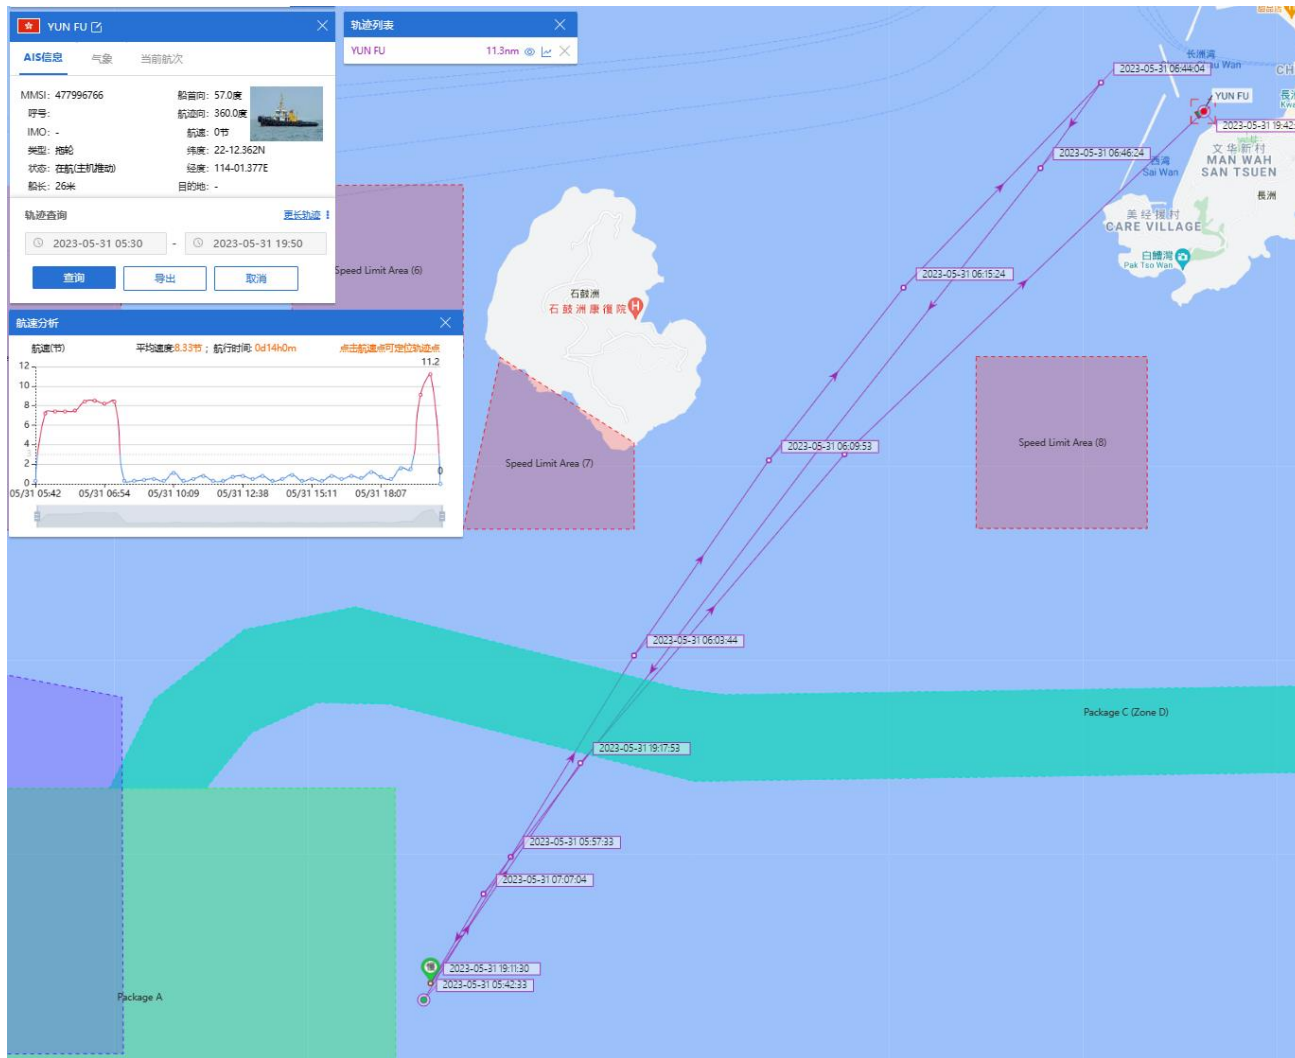 YUN FU
AIS信息
气象
当前航次
MMSI: 477996766
船首向: 57.0度
呼号:
航迹向: 360.0度
IMO: -
航速: 0节
类型: 拖轮
纬度: 22-12.362N
状态: 在航(主机推动)
经度: 114-01.377E
船长: 26米
目的地: -
轨迹查询
更长轨迹
2023-05-31 05:30 - 2023-05-31 19:50
查询
导出
取消
轨迹列表
YUN FU 11.3nm
航速分析
航速(节)
平均速度:8.33节 ; 航行时间: 0d14h0m
点击航速点可定位轨迹点
11.2
12
10
8
6
4
3
2
0
0
05/31 05:42 05/31 06:54 05/31 10:09 05/31 12:38 05/31 15:11 05/31 18:07
Speed Limit Area (6)
石鼓洲
石鼓洲康復院
H
Speed Limit Area (7)
Speed Limit Area (8)
Package C (Zone D)
Package A
长洲湾
2023-05-31 06:44:04
YUN FU
2023-05-31 19:42:
2023-05-31 06:46:24
西湾
Sai Wan
文华新村
MAN WAH
SAN TSUEN
長洲
美经援村
CARE VILLAGE
白鰽灣
Pak Tso Wan
2023-05-31 06:15:24
2023-05-31 06:09:53
2023-05-31 06:03:44
2023-05-31 19:17:53
2023-05-31 05:57:33
2023-05-31 07:07:04
2023-05-31 19:11:30
2023-05-31 05:42:33